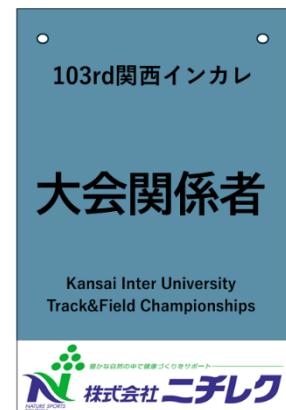 103rd関西インカレ
大会関係者
Kansai Inter University
Track&Field Championships
豊かな自然の中で健康づくりをサポート
NATURE SPORTS
株式会社ニチレク